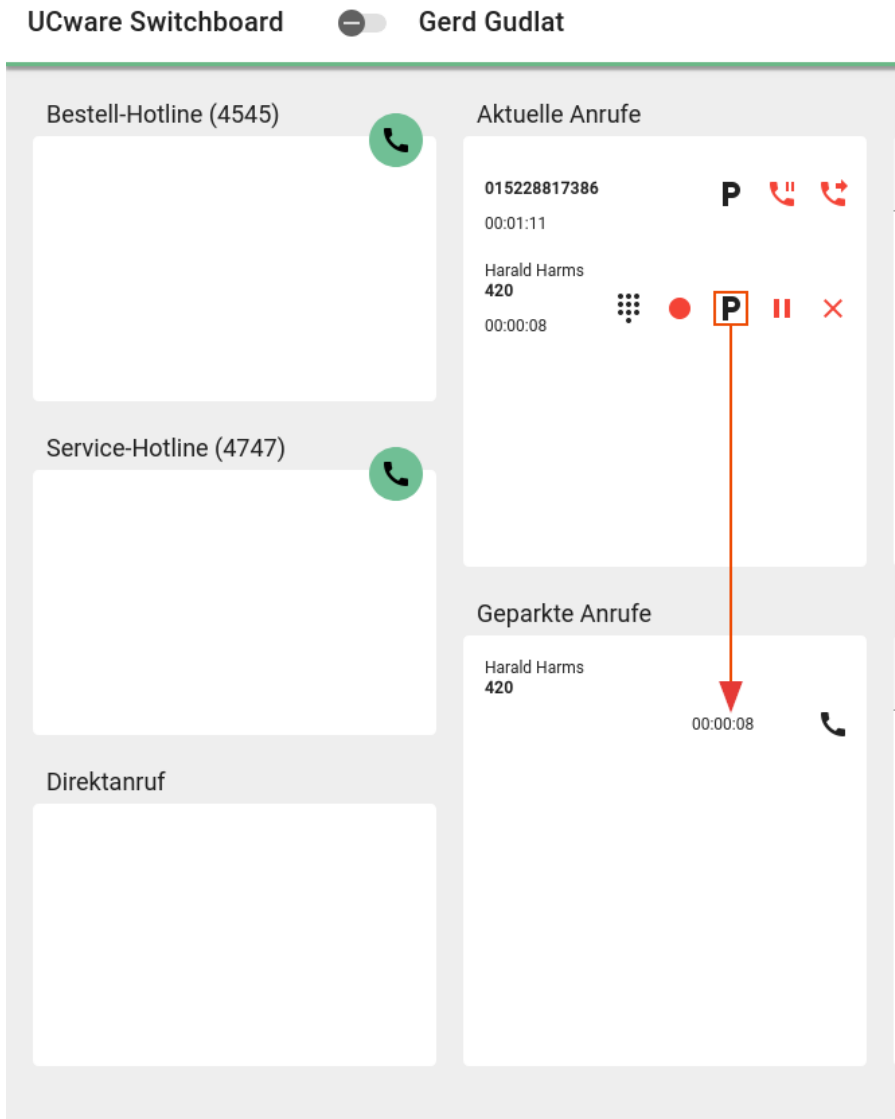 UCware Switchboard Gerd Gudlat
Bestell-Hotline (4545)
Service-Hotline (4747)
Direktanruf
Aktuelle Anrufe
015228817386
00:01:11
P
Harald Harms
420
00:00:08
P
Geparkte Anrufe
Harald Harms
420
00:00:08